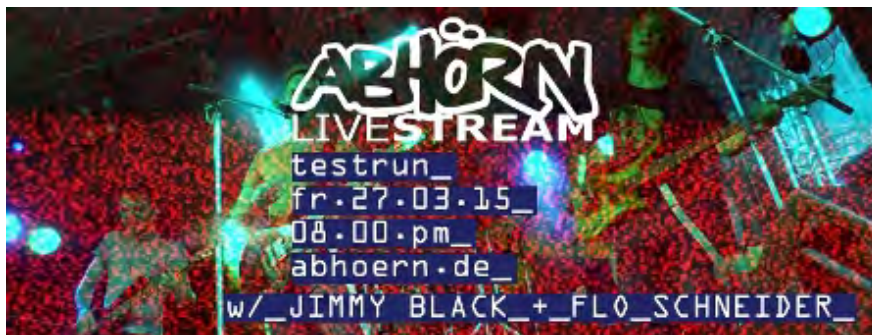 ABHÖRN
LIVESTREAM
testrun_
fr.27.03.15_
08.00.pm_
abhoern.de_
w/_JIMMY BLACK_+_FLO_SCHNEIDER_